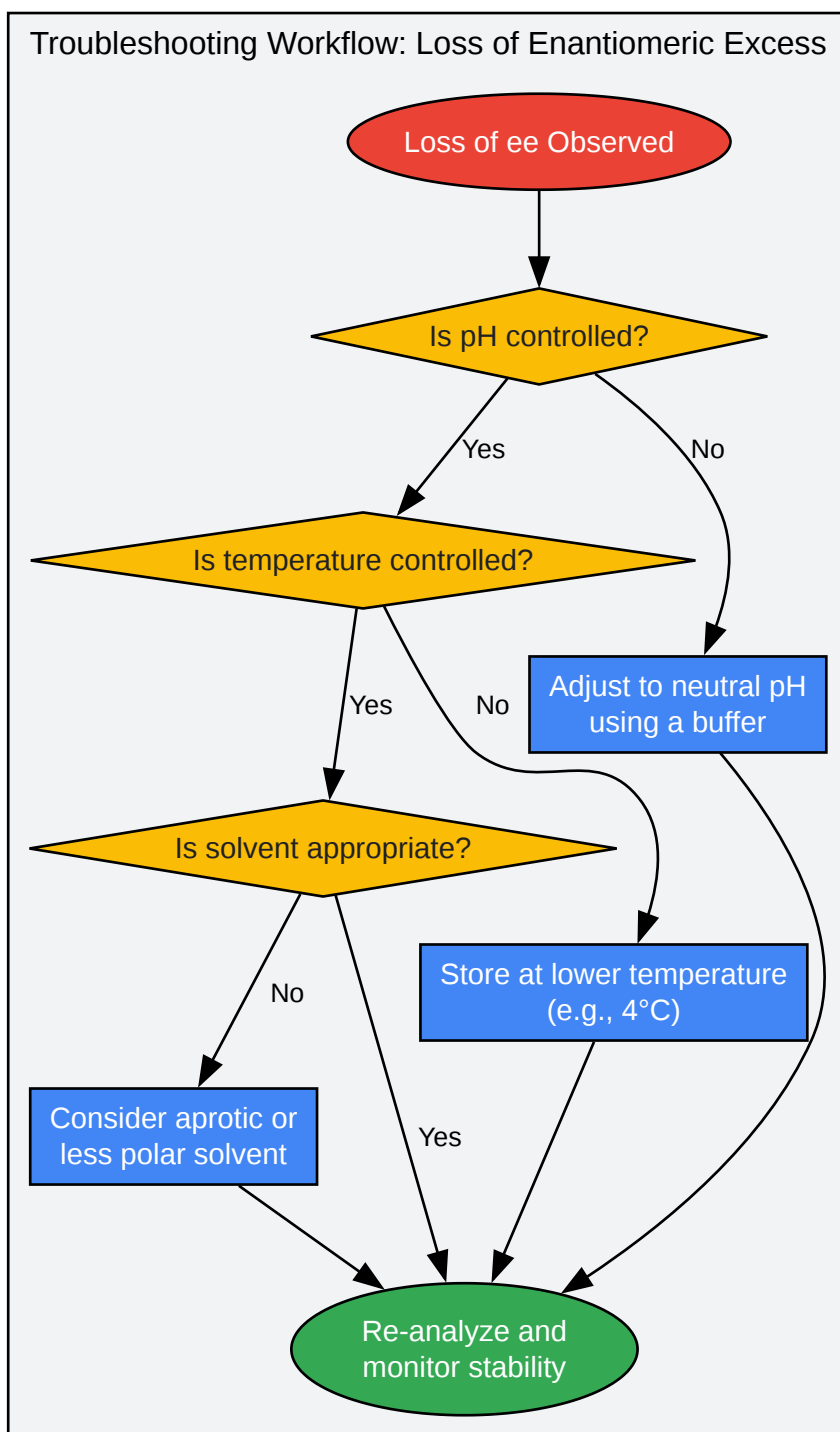 Troubleshooting Workflow: Loss of Enantiomeric Excess
Loss of ee Observed
Is pH controlled?
Yes
No
Is temperature controlled?
Adjust to neutral pH
using a buffer
Yes
No
Is solvent appropriate?
Store at lower temperature
(e.g., 4°C)
No
Consider aprotic or
less polar solvent
Yes
Re-analyze and
monitor stability